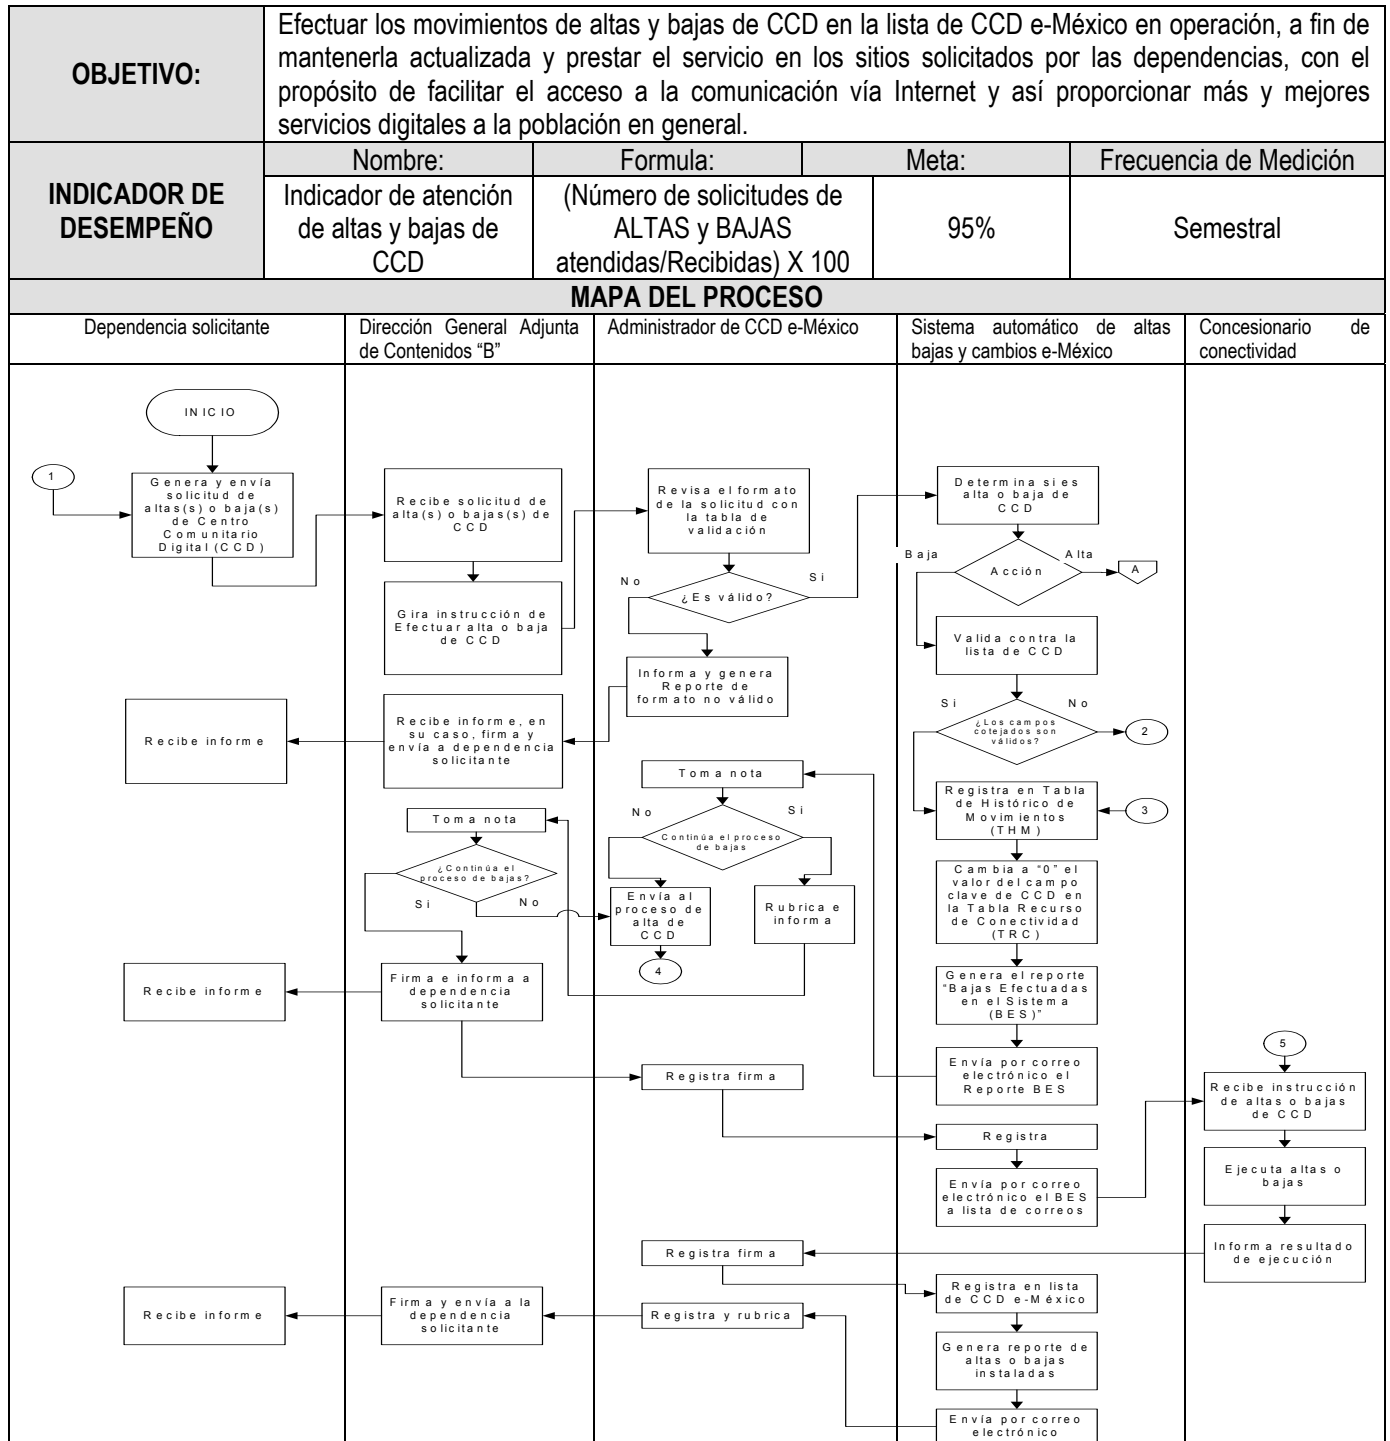 OBJETIVO:
Efectuar los movimientos de altas y bajas de CCD en la lista de CCD e-México en operación, a fin de
mantenerla actualizada y prestar el servicio en los sitios solicitados por las dependencias, con el
propósito de facilitar el acceso a la comunicación vía Internet y así proporcionar más y mejores
servicios digitales a la población en general.
INDICADOR DE
DESEMPEÑO
Nombre:
Formula:
Meta:
Frecuencia de Medición
Indicador de atención
de altas y bajas de
CCD
(Número de solicitudes de
ALTAS y BAJAS
atendidas/Recibidas) X 100
95%
Semestral
MAPA DEL PROCESO
Dependencia solicitante
Dirección General Adjunta
de Contenidos “B”
Administrador de CCD e-México
Sistema automático de altas
bajas y cambios e-México
Concesionario de
conectividad
INICIO
1
Genera y envía
solicitud de
altas(s) o baja(s)
de Centro
Comunitario
Digital (CCD)
Recibe solicitud de
alta(s) o bajas(s) de
CCD
Gira instrucción de
Efectuar alta o baja
de CCD
Revisa el formato
de la solicitud con
la tabla de
validación
No
¿Es válido?
Si
Informa y genera
Reporte de
formato no válido
Determina si es
alta o baja de
CCD
Baja
Acción
Alta
A
Valida contra la
lista de CCD
Si
¿Los campos
cotejados son
válidos?
No
2
Recibe informe
Recibe informe, en
su caso, firma y
envía a dependencia
solicitante
Registra en Tabla
de Histórico de
Movimientos
(THM)
3
Toma nota
No
Continúa el proceso
de bajas
Si
Toma nota
¿Continúa el
proceso de bajas?
Si
No
Envía al
proceso de
alta de
CCD
4
Rubrica e
informa
Cambia a “0” el
valor del campo
clave de CCD en
la Tabla Recurso
de Conectividad
(TRC)
Recibe informe
Firma e informa a
dependencia
solicitante
Genera el reporte
“Bajas Efectuadas
en el Sistema
(BES)”
Registra firma
Envía por correo
electrónico el
Reporte BES
5
Recibe instrucción
de altas o bajas
de CCD
Registra
Ejecuta altas o
bajas
Envía por correo
electrónico el BES
a lista de correos
Registra firma
Informa resultado
de ejecución
Registra en lista
de CCD e-México
Recibe informe
Firma y envía a la
dependencia
solicitante
Registra y rubrica
Genera reporte de
altas o bajas
instaladas
Envía por correo
electrónico